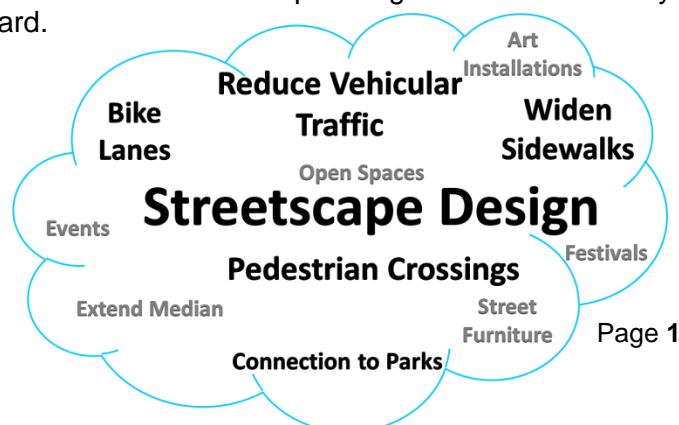 ard.
Art
Installations
Reduce Vehicular
Traffic
Bike
Lanes
Widen
Sidewalks
Open Spaces
Streetscape Design
Events
Festivals
Pedestrian Crossings
Extend Median
Street
Furniture
Page 1
Connection to Parks